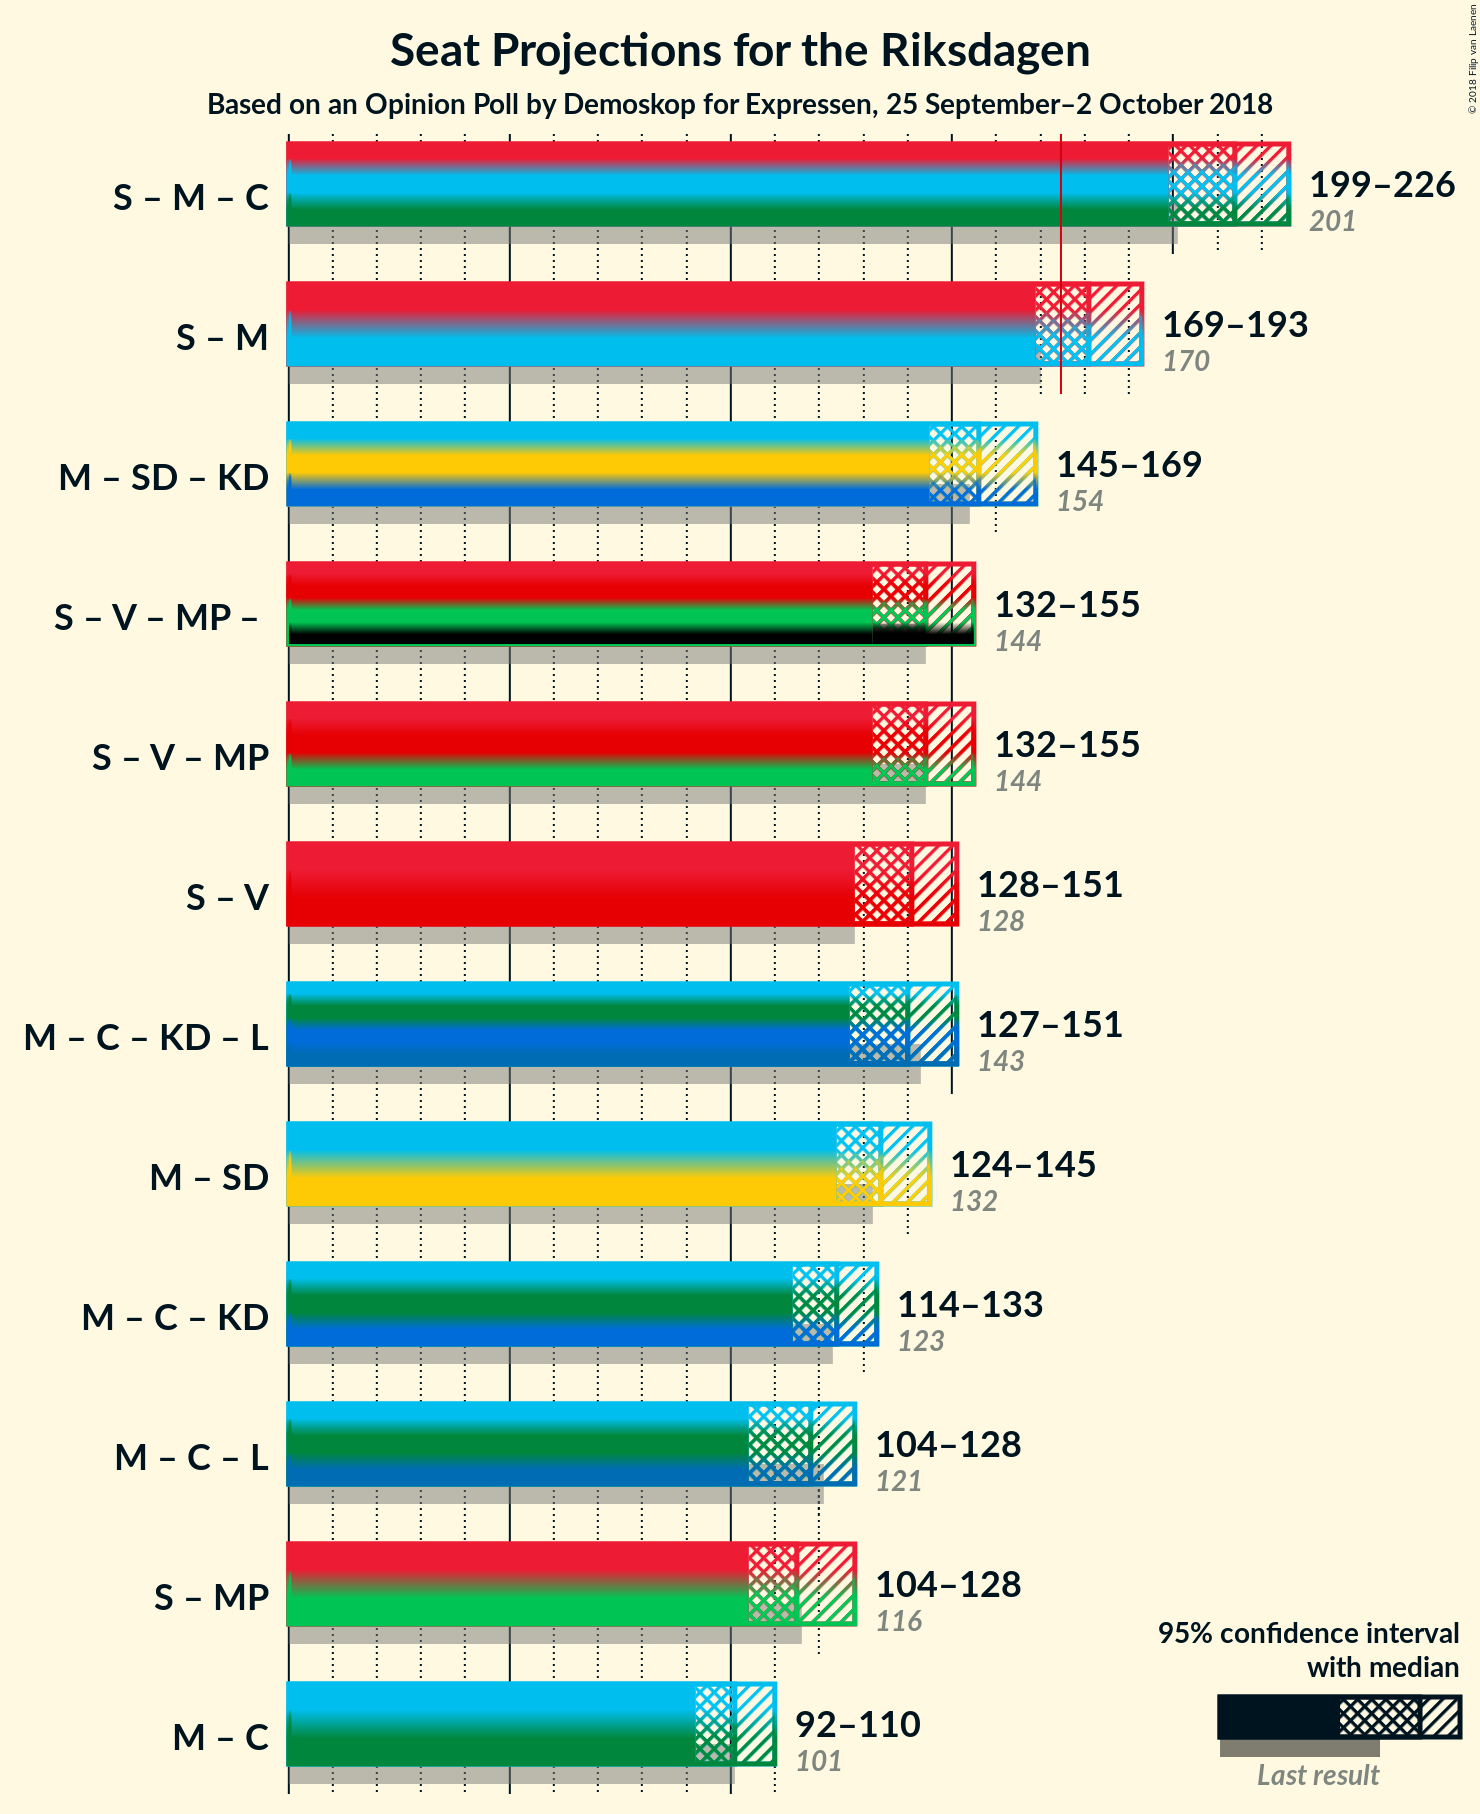 Seat Projections for the Riksdagen
Based on an Opinion Poll by Demoskop for Expressen, 25 September–2 October 2018
© 2018 Filip van Laenen
S – M – C
199–226
201
S – M
169–193
170
M – SD – KD
145–169
154
S – V – MP –
132–155
144
S – V – MP
132–155
144
S – V
128–151
128
M – C – KD – L
127–151
143
M – SD
124–145
132
M – C – KD
114–133
123
M – C – L
104–128
121
S – MP
104–128
116
M – C
92–110
101
95% confidence interval
with median
Last result